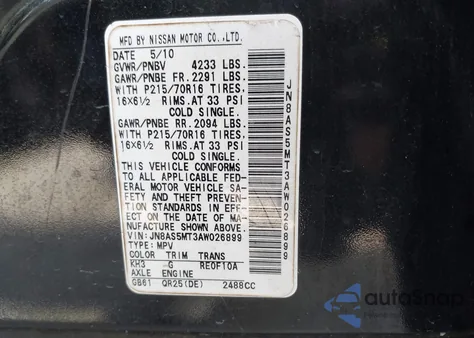 MFD BY NISSAN MOTOR CO.,LTD.
DATE 5/10
GVWR/PNBV 4233 LBS.
GAWR/PNBE FR. 2291 LBS.
WITH P215/70R16 TIRES,
16X6½ RIMS.AT 33 PSI
COLD SINGLE.
GAWR/PNBE RR. 2094 LBS.
WITH P215/70R16 TIRES,
16X6½ RIMS.AT 33 PSI
COLD SINGLE.
THIS VEHICLE CONFORMS
TO ALL APPLICABLE FED-
ERAL MOTOR VEHICLE SA-
FETY AND THEFT PREVEN-
TION STANDARDS IN EFF-
ECT ON THE DATE OF MA-
NUFACTURE SHOWN ABOVE.
VIN:JN8AS5MT3AW026899
TYPE: MPV
COLOR TRIM TRANS
KH3 G RE0F10A
AXLE ENGINE
GB61 QR25(DE) 2488CC
JN8AS5MT3AW026899
autoSnap